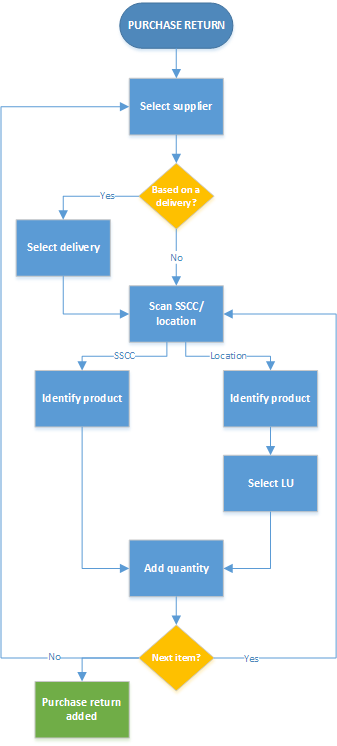 PURCHASE RETURN
Select supplier
Based on a
delivery?
Yes
Select delivery
No
Scan SSCC/
location
SSCC
Location
Identify product
Identify product
Select LU
Add quantity
Next item?
No
Yes
Purchase return
added